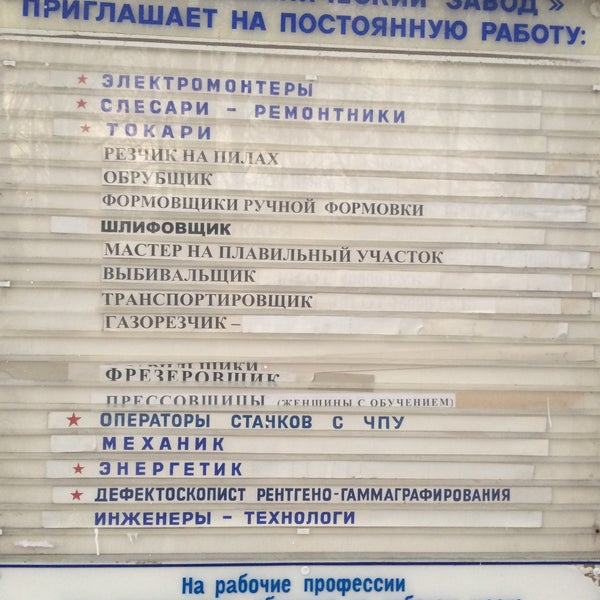 ЗАВОД»
ПРИГЛАШАЕТ НА ПОСТОЯННУЮ РАБОТУ:
★ ЭЛЕКТРОМОНТЕРЫ
★ СЛЕСАРИ – РЕМОНТНИКИ
★ ТОКАРИ
РЕЗЧИК НА ПИЛАХ
ОБРУБЩИК
ФОРМОВЩИКИ РУЧНОЙ ФОРМОВКИ
ШЛИФОВЩИК
МАСТЕР НА ПЛАВИЛЬНЫЙ УЧАСТОК
ВЫБИВАЛЬЩИК
ТРАНСПОРТИРОВЩИК
ГАЗОРЕЗЧИК –
ФРЕЗЕРОВЩИК
ПРЕССОВЩИЦЫ (ЖЕНЩИНЫ С ОБУЧЕНИЕМ)
★ ОПЕРАТОРЫ СТАНКОВ С ЧПУ
МЕХАНИК
★ ЭНЕРГЕТИК
★ ДЕФЕКТОСКОПИСТ РЕНТГЕНО-ГАММАГРАФИРОВАНИЯ
ИНЖЕНЕРЫ – ТЕХНОЛОГИ
На рабочие профессии